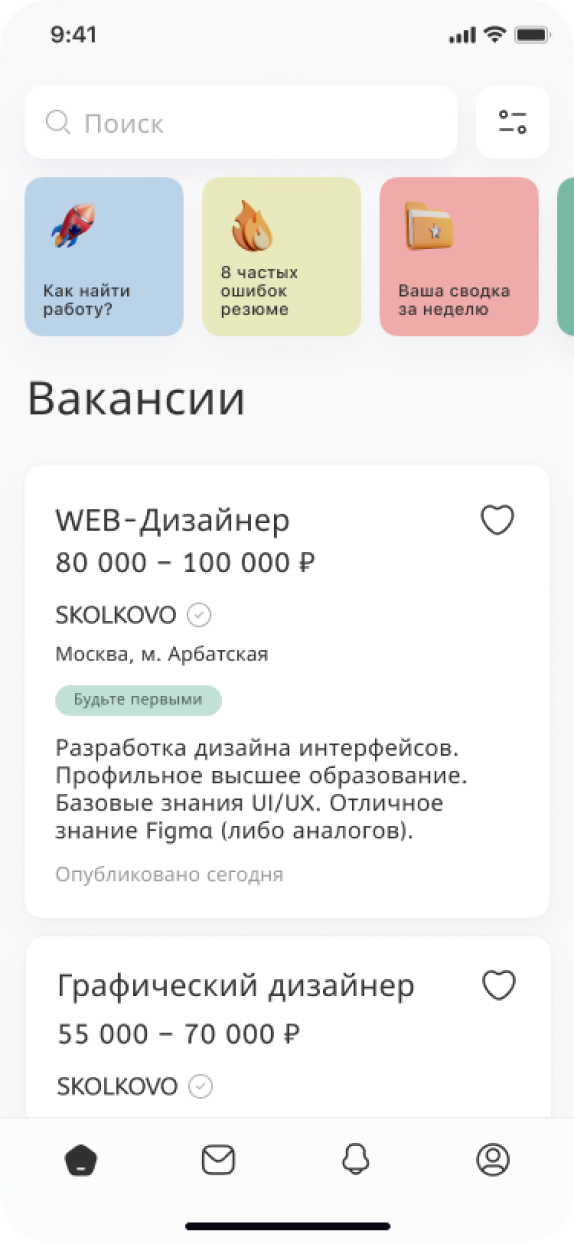 9:41
Поиск
Как найти
работу?
8 частых
ошибок
резюме
Ваша сводка
за неделю
Вакансии
WEB-Дизайнер
80 000 – 100 000 ₽
SKOLKOVO
Москва, м. Арбатская
Будьте первыми
Разработка дизайна интерфейсов.
Профильное высшее образование.
Базовые знания UI/UX. Отличное
знание Figma (либо аналогов).
Опубликовано сегодня
Графический дизайнер
55 000 – 70 000 ₽
SKOLKOVO